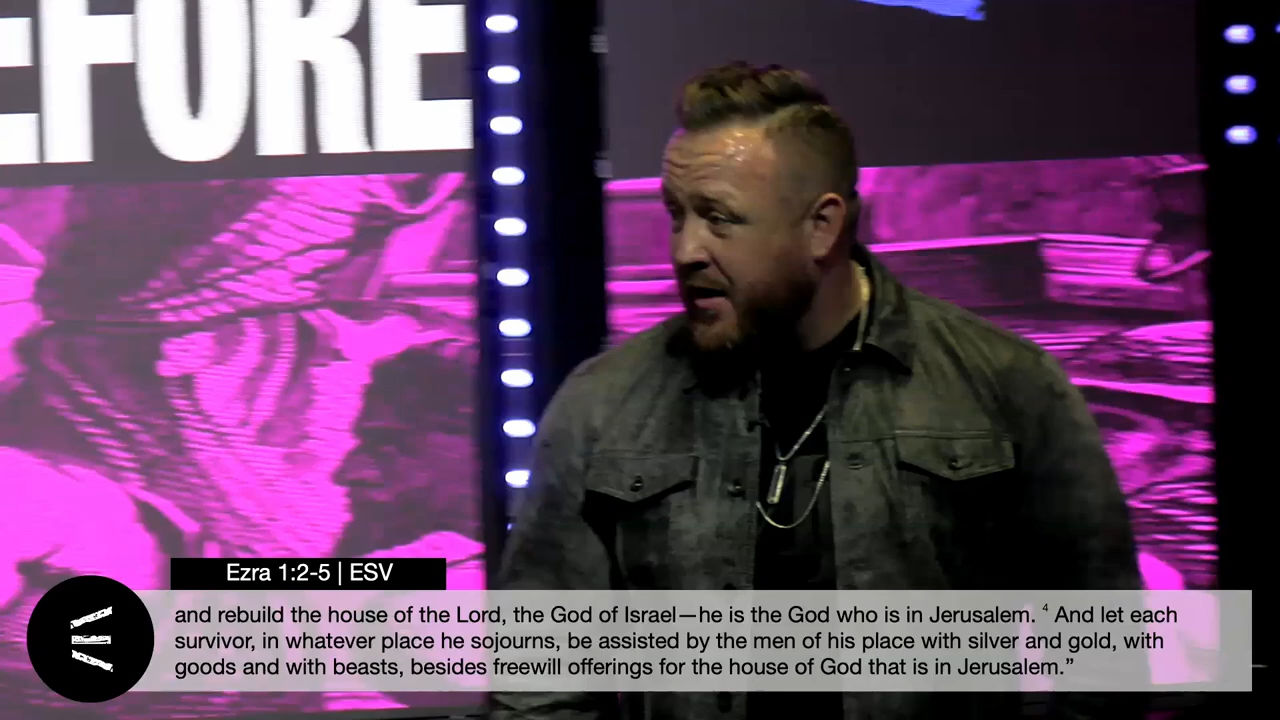 EFORE
Ezra 1:2-5 | ESV
and rebuild the house of the Lord, the God of Israel—he is the God who is in Jerusalem. ⁴ And let each
survivor, in whatever place he sojourns, be assisted by the men of his place with silver and gold, with
goods and with beasts, besides freewill offerings for the house of God that is in Jerusalem.”